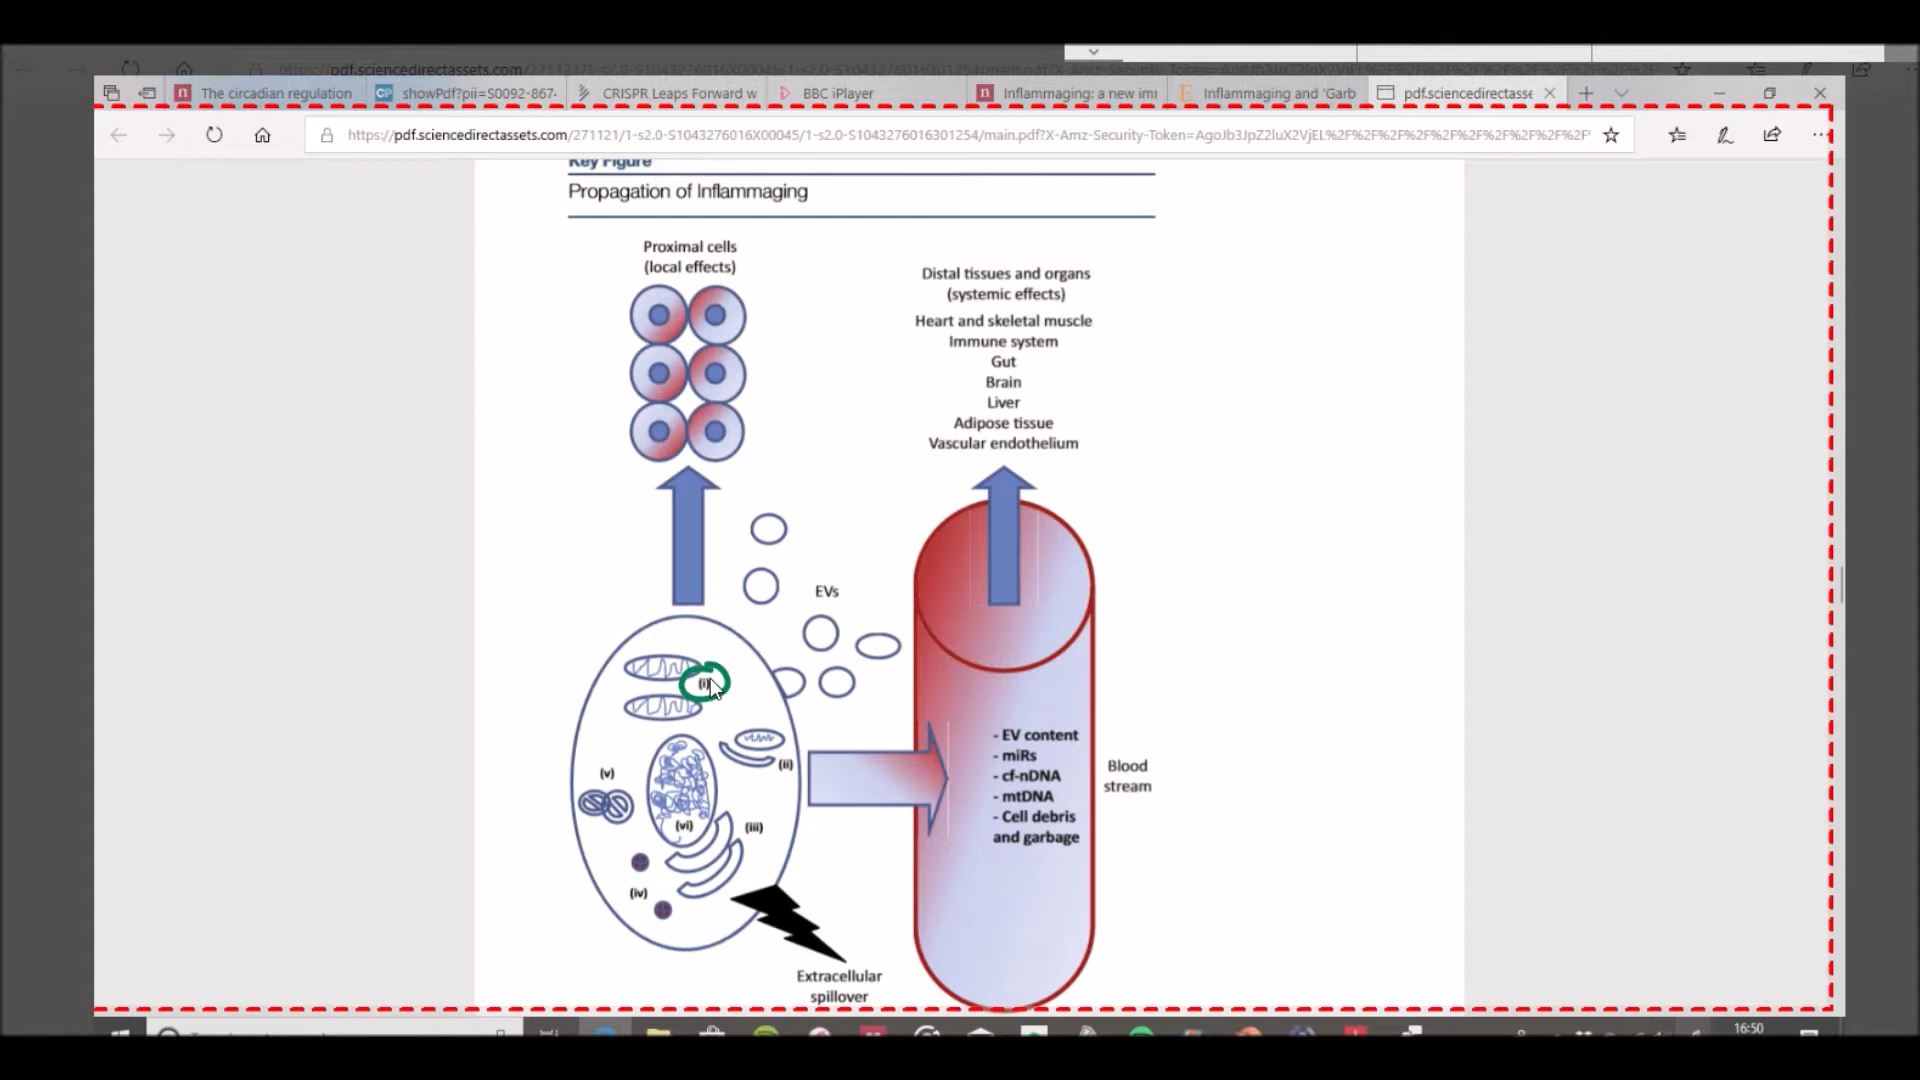 The circadian regulation
showPdf?pii=S0092-867
CRISPR Leaps Forward w
BBC iPlayer
Inflammaging: a new imm
Inflammaging and 'Garb
pdf.sciencedirectasse
https://pdf.sciencedirectassets.com/271121/1-s2.0-S1043276016X00045/1-s2.0-S1043276016301254/main.pdf?X-Amz-Security-Token=AgoJb3JpZ2luX2VjEL%2F%2F%2F%2F%2F%2F%2F%2F%2F%2F
Key Figure
Propagation of Inflammaging
Proximal cells
(local effects)
Distal tissues and organs
(systemic effects)
Heart and skeletal muscle
Immune system
Gut
Brain
Liver
Adipose tissue
Vascular endothelium
EVs
(i)
(ii)
(v)
(vi)
(iii)
(iv)
- EV content
- miRs
- cf-nDNA
- mtDNA
- Cell debris
and garbage
Blood
stream
Extracellular
spillover
16:50